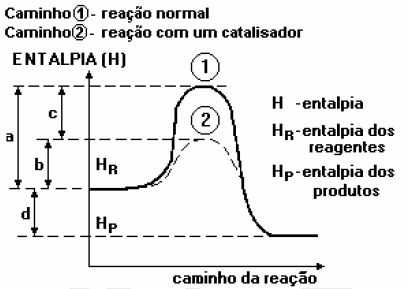 Caminho①- reação normal
Caminho②- reação com um catalisador
ENTALPIA (H)
1
2
a
c
b
d
HR
HP
H -entalpia
HR-entalpia dos
reagentes
HP-entalpia dos
produtos
caminho da reação